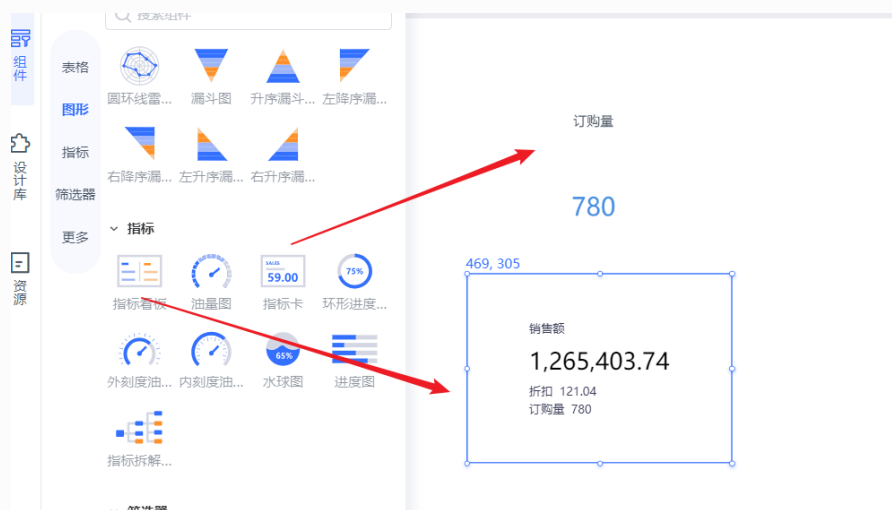 搜索组件
组件
设计库
资源
表格
图形
指标
筛选器
更多
圆环线雷...
漏斗图
升序漏斗...
左降序漏...
右降序漏...
左升序漏...
右升序漏...
指标
SALES
59.00
75%
指标看板
油量图
指标卡
环形进度...
65%
外刻度油...
内刻度油...
水球图
进度图
指标拆解...
筛选器
订购量
780
469, 305
销售额
1,265,403.74
折扣 121.04
订购量 780